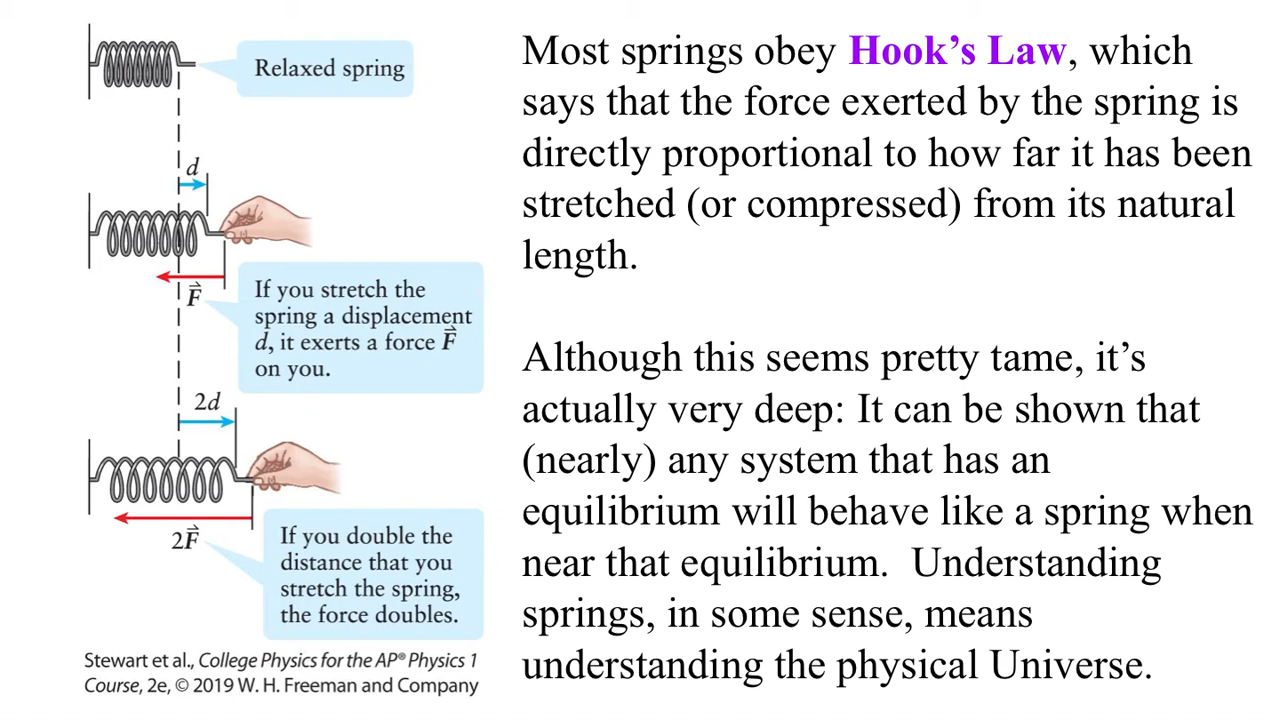 Relaxed spring
d
F
If you stretch the
spring a displacement
d, it exerts a force F
on you.
2d
2F
If you double the
distance that you
stretch the spring,
the force doubles.
Stewart et al., College Physics for the AP® Physics 1
Course, 2e, © 2019 W. H. Freeman and Company
Most springs obey Hook’s Law, which
says that the force exerted by the spring is
directly proportional to how far it has been
stretched (or compressed) from its natural
length.
Although this seems pretty tame, it’s
actually very deep: It can be shown that
(nearly) any system that has an
equilibrium will behave like a spring when
near that equilibrium.  Understanding
springs, in some sense, means
understanding the physical Universe.